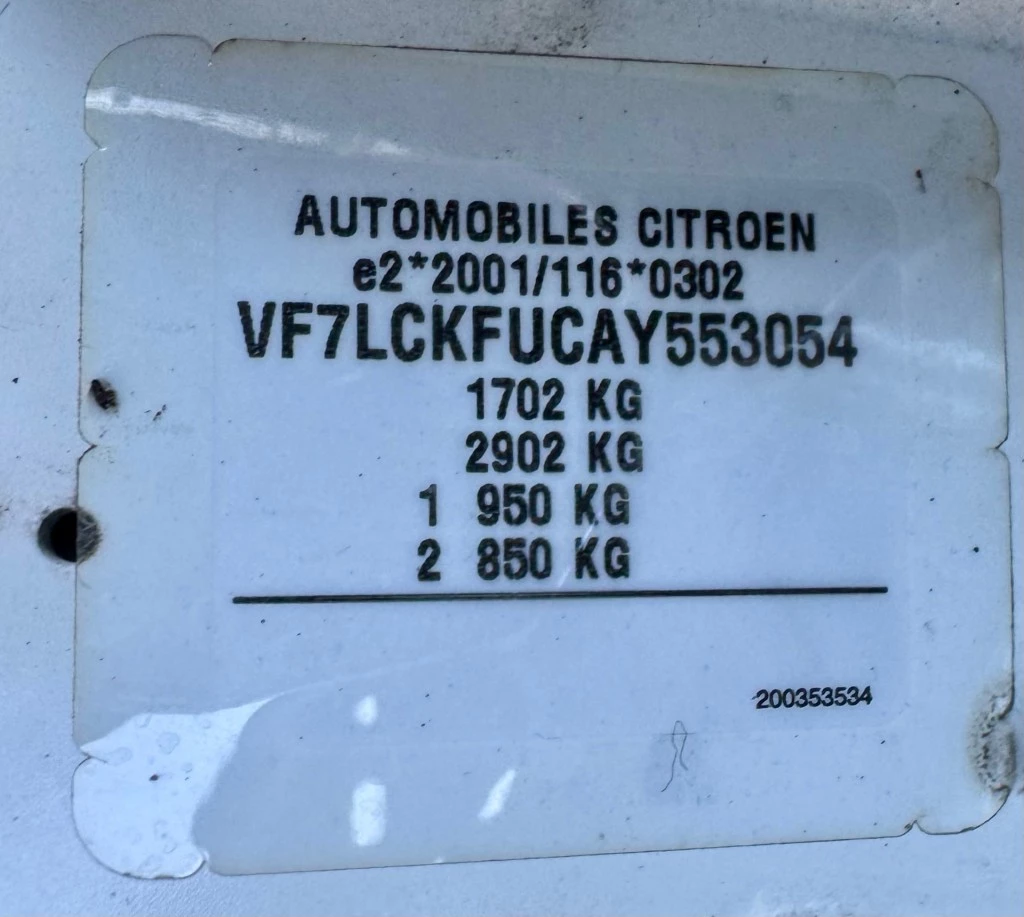 AUTOMOBILES CITROEN
e2*2001/116*0302
VF7LCKFUCAY553054
1702 KG
2902 KG
1 950 KG
2 850 KG
200353534